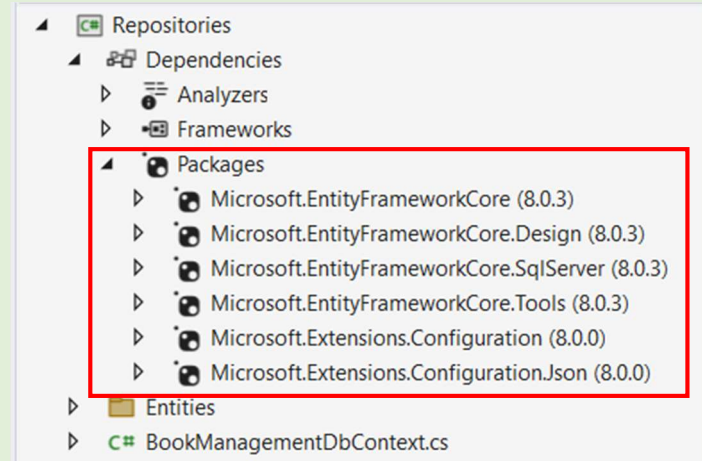 C# Repositories
Dependencies
Analyzers
Frameworks
Packages
Microsoft.EntityFrameworkCore (8.0.3)
Microsoft.EntityFrameworkCore.Design (8.0.3)
Microsoft.EntityFrameworkCore.SqlServer (8.0.3)
Microsoft.EntityFrameworkCore.Tools (8.0.3)
Microsoft.Extensions.Configuration (8.0.0)
Microsoft.Extensions.Configuration.Json (8.0.0)
Entities
C# BookManagementDbContext.cs